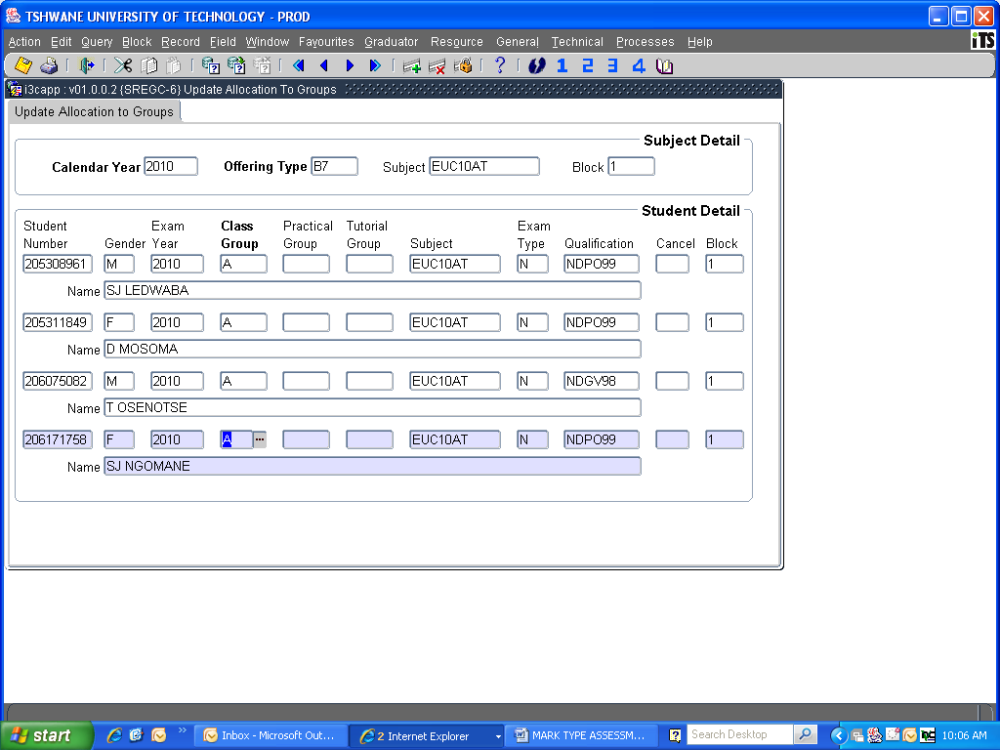 TSHWANE UNIVERSITY OF TECHNOLOGY - PROD
Action Edit Query Block Record Field Window Favourites Graduator Resource General Technical Processes Help
iTS
? 1 2 3 4
i3capp : v01.0.0.2 {SREGC-6} Update Allocation To Groups
Update Allocation to Groups
Subject Detail
Calendar Year 2010 Offering Type B7 Subject EUC10AT Block 1
Student Detail
Student Exam Class Practical Tutorial Exam
Number Gender Year Group Group Group Subject Type Qualification Cancel Block
205308961 M 2010 A EUC10AT N NDPO99 1
Name SJ LEDWABA
205311849 F 2010 A EUC10AT N NDPO99 1
Name D MOSOMA
206075082 M 2010 A EUC10AT N NDGV98 1
Name T OSENOTSE
206171758 F 2010 A ... EUC10AT N NDPO99 1
Name SJ NGOMANE
start Inbox - Microsoft Out... 2 Internet Explorer MARK TYPE ASSESSM... ? Search Desktop 10:06 AM